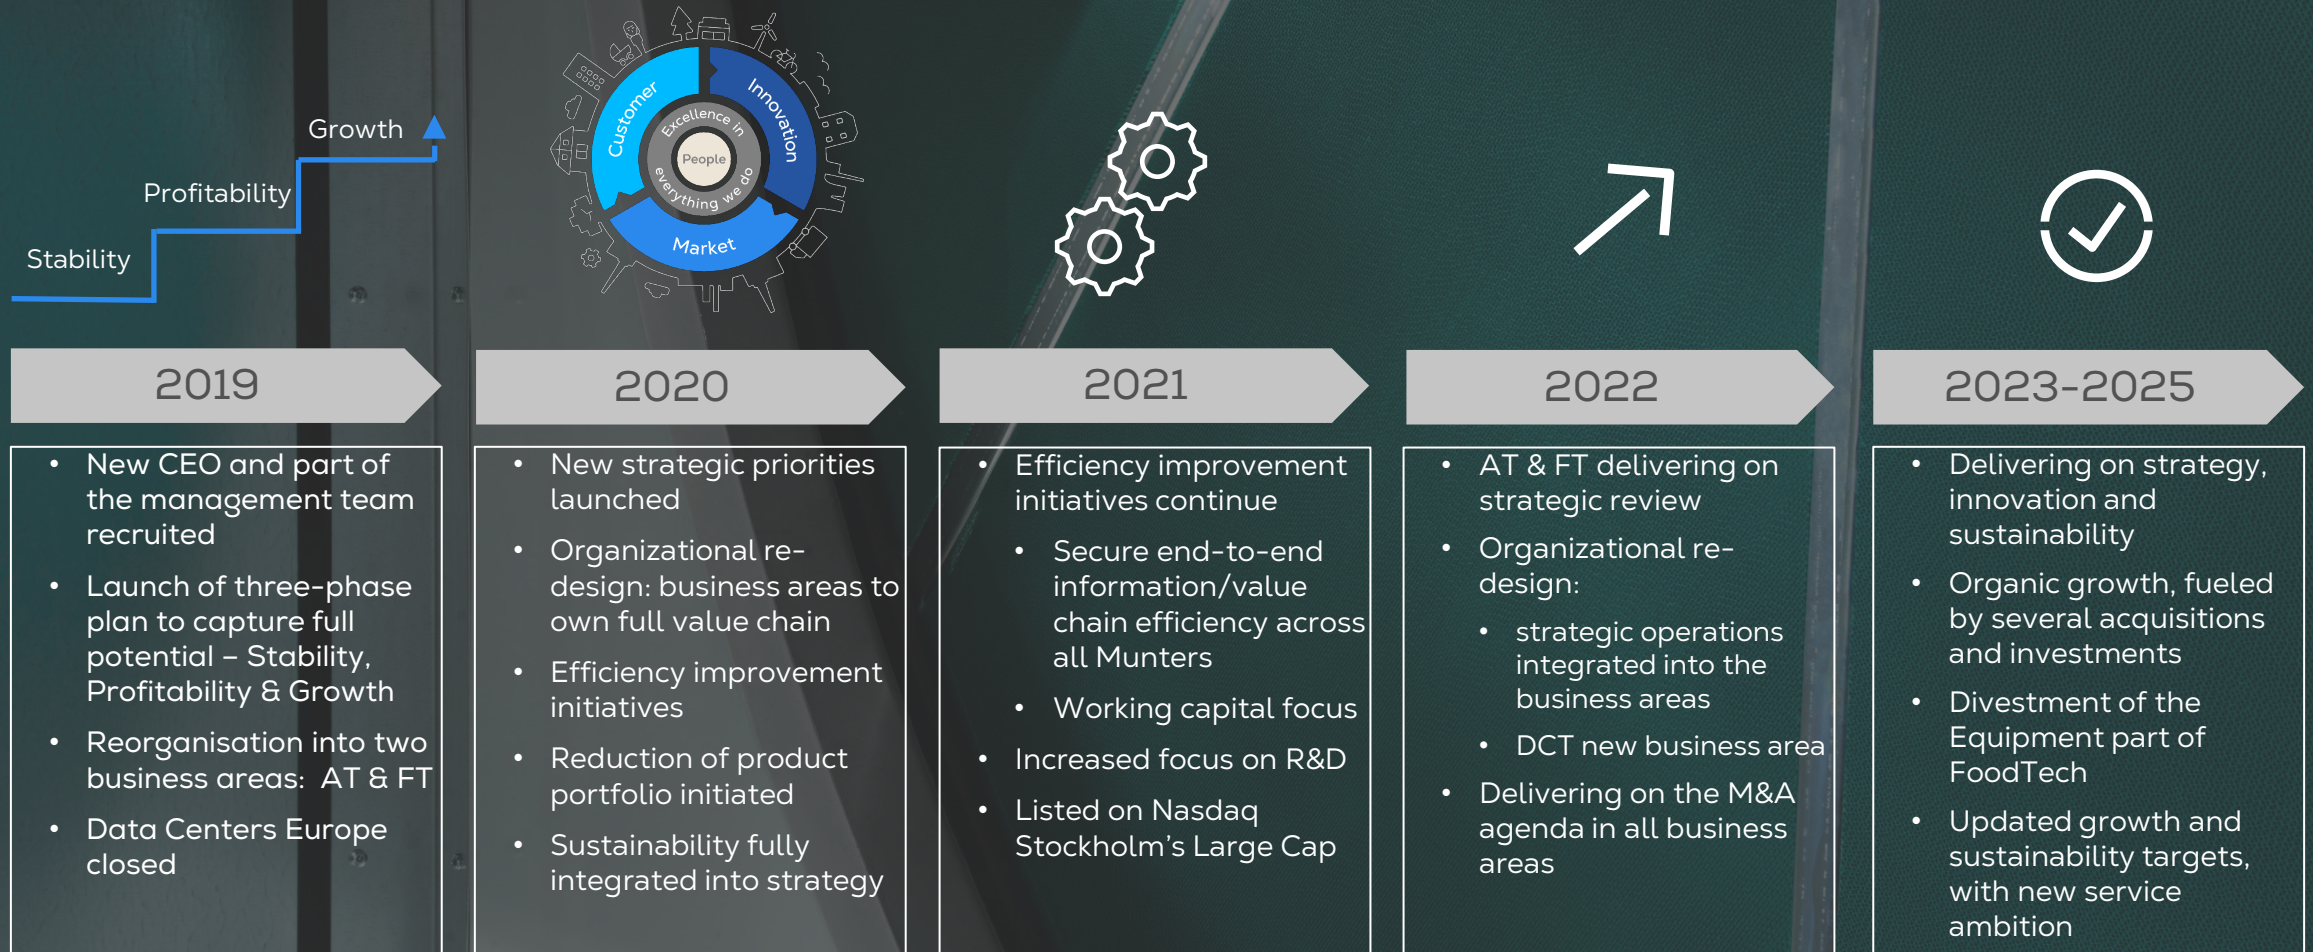 Growth
Profitability
Stability
Customer
Innovation
Market
Excellence in
everything we do
People
2019
• New CEO and part of
the management team
recruited
• Launch of three-phase
plan to capture full
potential – Stability,
Profitability & Growth
• Reorganisation into two
business areas: AT & FT
• Data Centers Europe
closed
2020
• New strategic priorities
launched
• Organizational re-
design: business areas to
own full value chain
• Efficiency improvement
initiatives
• Reduction of product
portfolio initiated
• Sustainability fully
integrated into strategy
2021
• Efficiency improvement
initiatives continue
• Secure end-to-end
information/value
chain efficiency across
all Munters
• Working capital focus
• Increased focus on R&D
• Listed on Nasdaq
Stockholm's Large Cap
2022
• AT & FT delivering on
strategic review
• Organizational re-
design:
• strategic operations
integrated into the
business areas
• DCT new business area
• Delivering on the M&A
agenda in all business
areas
2023-2025
• Delivering on strategy,
innovation and
sustainability
• Organic growth, fueled
by several acquisitions
and investments
• Divestment of the
Equipment part of
FoodTech
• Updated growth and
sustainability targets,
with new service
ambition